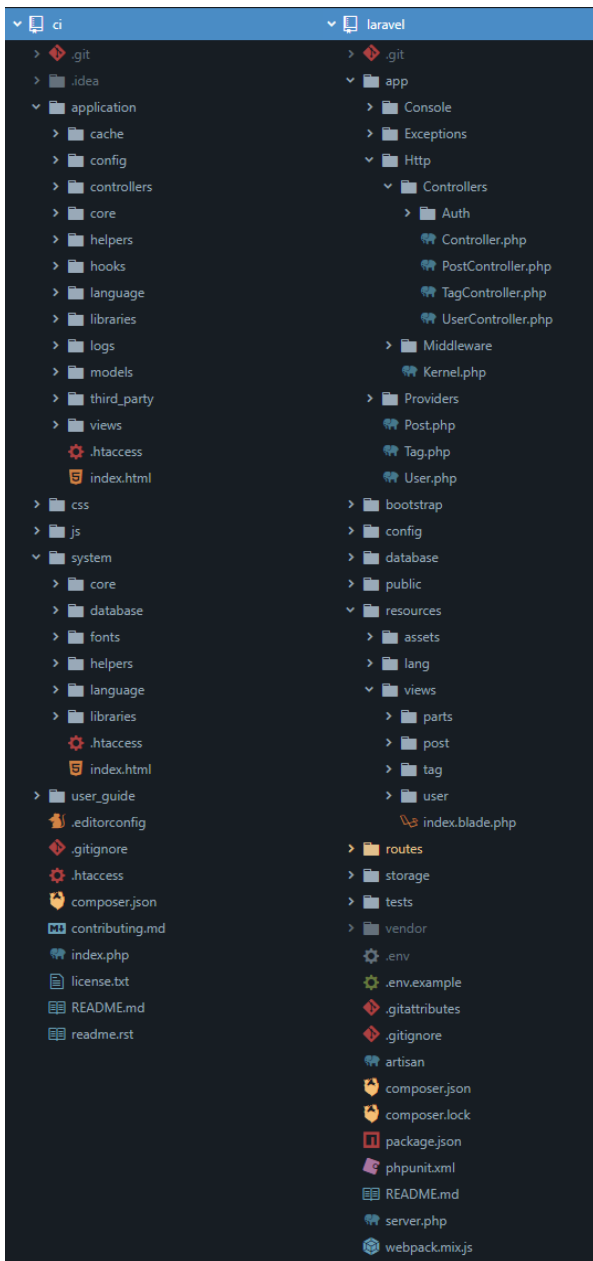 ci
.git
.idea
application
cache
config
controllers
core
helpers
hooks
language
libraries
logs
models
third_party
views
.htaccess
index.html
css
js
system
core
database
fonts
helpers
language
libraries
.htaccess
index.html
user_guide
.editorconfig
.gitignore
.htaccess
composer.json
contributing.md
index.php
license.txt
README.md
readme.rst
laravel
.git
app
Console
Exceptions
Http
Controllers
Auth
Controller.php
PostController.php
TagController.php
UserController.php
Middleware
Kernel.php
Providers
Post.php
Tag.php
User.php
bootstrap
config
database
public
resources
assets
lang
views
parts
post
tag
user
index.blade.php
routes
storage
tests
vendor
.env
.env.example
.gitattributes
.gitignore
artisan
composer.json
composer.lock
package.json
phpunit.xml
README.md
server.php
webpack.mix.js